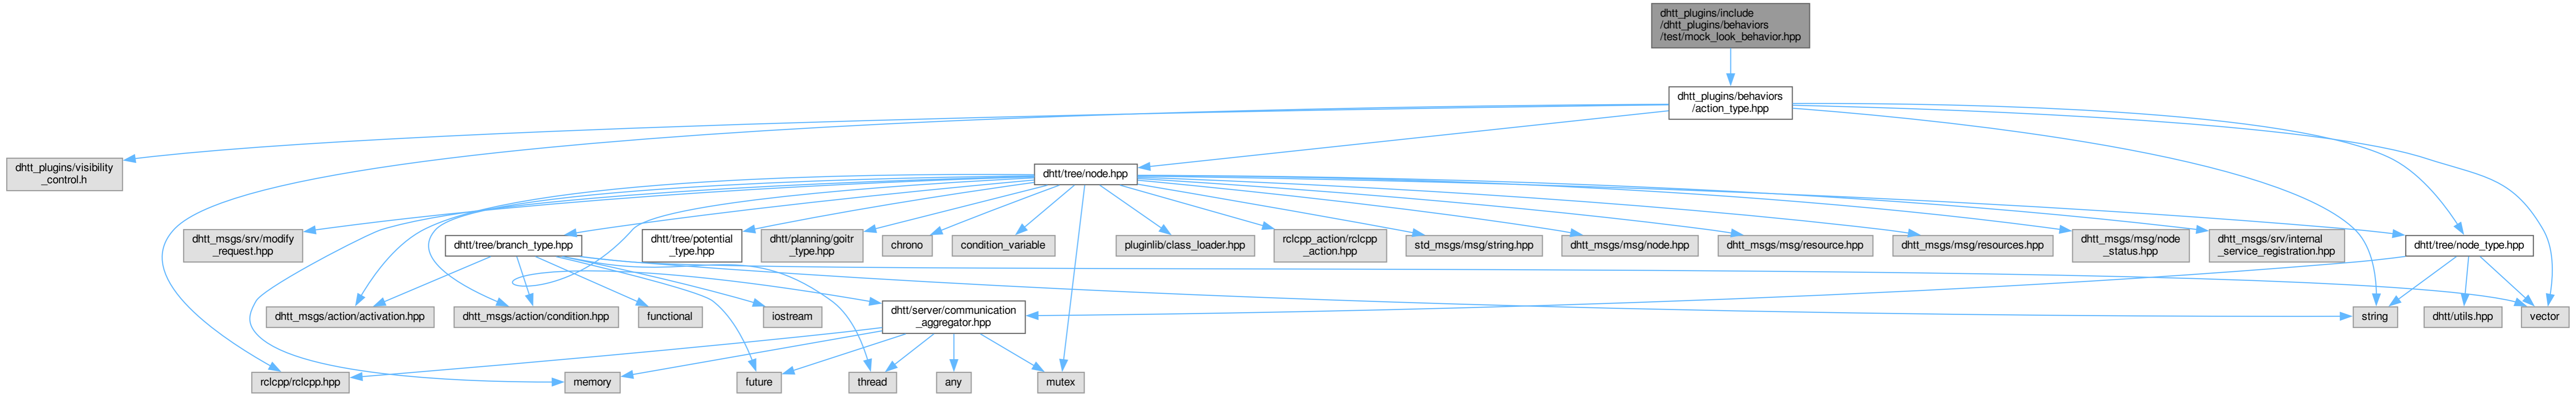 dhtt_plugins/include
/dhtt_plugins/behaviors
/test/mock_look_behavior.hpp
dhtt_plugins/behaviors
/action_type.hpp
dhtt_plugins/visibility
_control.h
dhtt/tree/node.hpp
dhtt_msgs/srv/modify
_request.hpp
dhtt/tree/branch_type.hpp
dhtt/tree/potential
_type.hpp
dhtt/planning/goitr
_type.hpp
chrono
condition_variable
pluginlib/class_loader.hpp
rclcpp_action/rclcpp
_action.hpp
std_msgs/msg/string.hpp
dhtt_msgs/msg/node.hpp
dhtt_msgs/msg/resource.hpp
dhtt_msgs/msg/resources.hpp
dhtt_msgs/msg/node
_status.hpp
dhtt_msgs/srv/internal
_service_registration.hpp
dhtt/tree/node_type.hpp
dhtt_msgs/action/activation.hpp
dhtt_msgs/action/condition.hpp
functional
iostream
dhtt/server/communication
_aggregator.hpp
string
dhtt/utils.hpp
vector
rclcpp/rclcpp.hpp
memory
future
thread
any
mutex